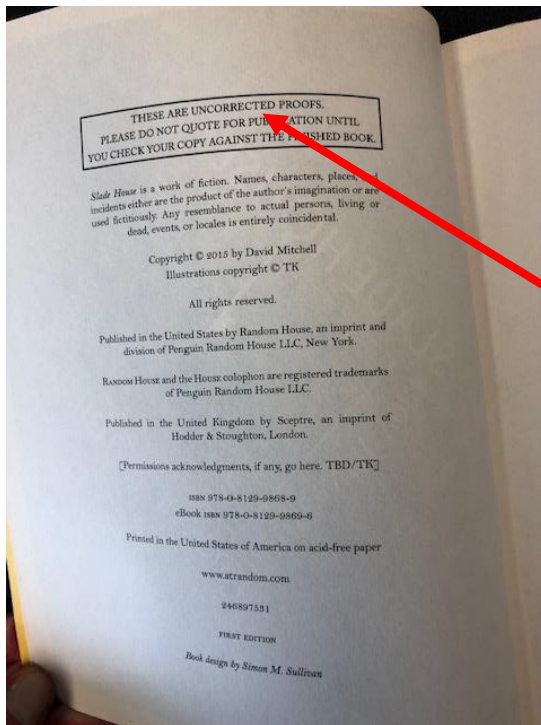 THESE ARE UNCORRECTED PROOFS.
PLEASE DO NOT QUOTE FOR PUBLICATION UNTIL
YOU CHECK YOUR COPY AGAINST THE FINISHED BOOK.
Slade House is a work of fiction. Names, characters, places, and
incidents either are the product of the author's imagination or are
used fictitiously. Any resemblance to actual persons, living or
dead, events, or locales is entirely coincidental.
Copyright © 2015 by David Mitchell
Illustrations copyright © TK
All rights reserved.
Published in the United States by Random House, an imprint and
division of Penguin Random House LLC, New York.
RANDOM HOUSE and the HOUSE colophon are registered trademarks
of Penguin Random House LLC.
Published in the United Kingdom by Sceptre, an imprint of
Hodder & Stoughton, London.
[Permissions acknowledgments, if any, go here. TBD/TK]
ISBN 978-0-8129-9868-9
eBook ISBN 978-0-8129-9869-6
Printed in the United States of America on acid-free paper
www.atrandom.com
246897531
FIRST EDITION
Book design by Simon M. Sullivan